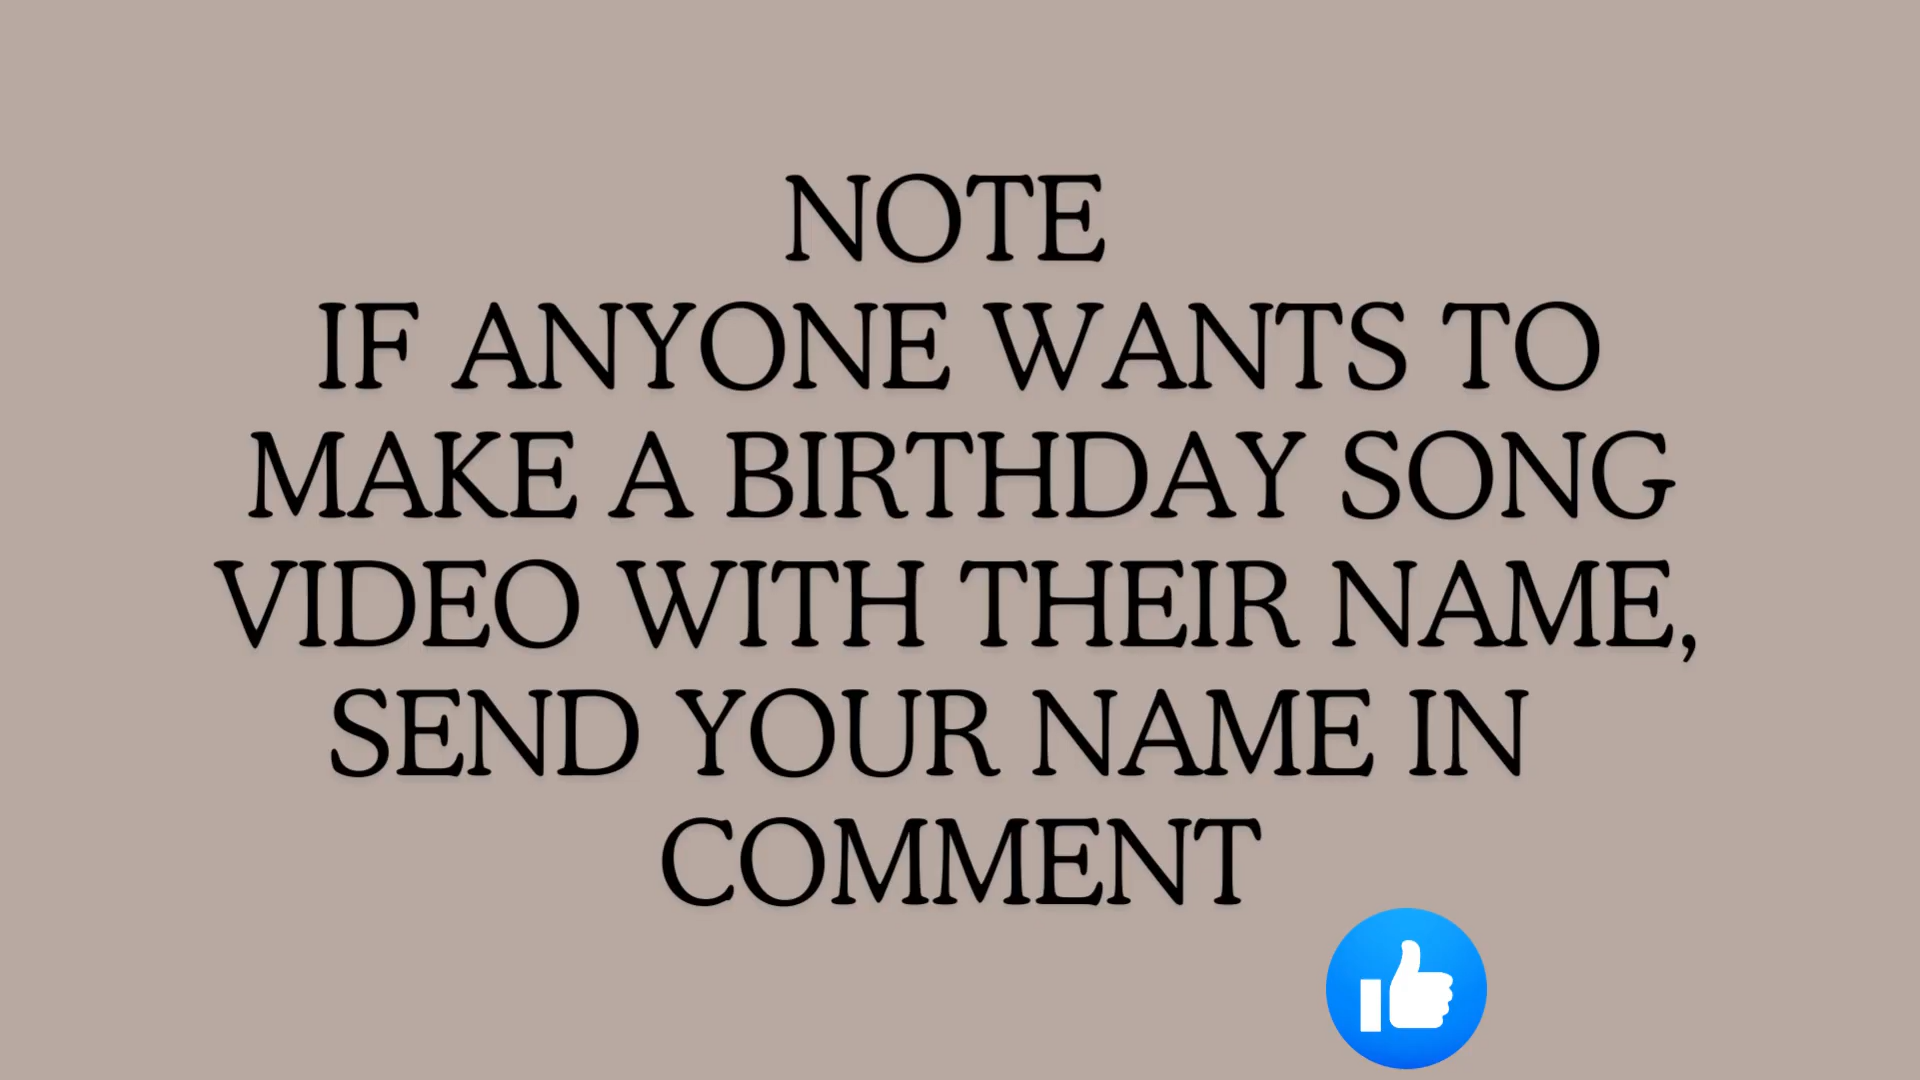 NOTE
IF ANYONE WANTS TO
MAKE A BIRTHDAY SONG
VIDEO WITH THEIR NAME,
SEND YOUR NAME IN
COMMENT